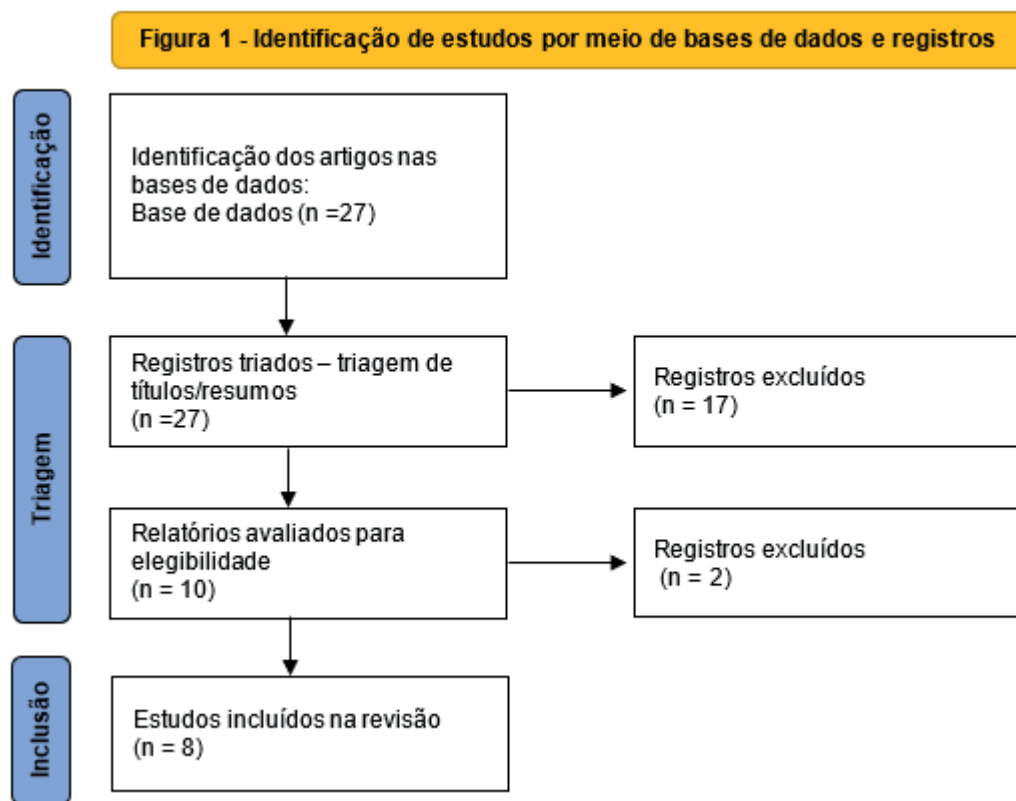 Figura 1 - Identificação de estudos por meio de bases de dados e registros
Identificação
Identificação dos artigos nas
bases de dados:
Base de dados (n =27)
Triagem
Registros triados – triagem de
títulos/resumos
(n =27)
Registros excluídos
(n = 17)
Relatórios avaliados para
elegibilidade
(n = 10)
Registros excluídos
(n = 2)
Inclusão
Estudos incluídos na revisão
(n = 8)